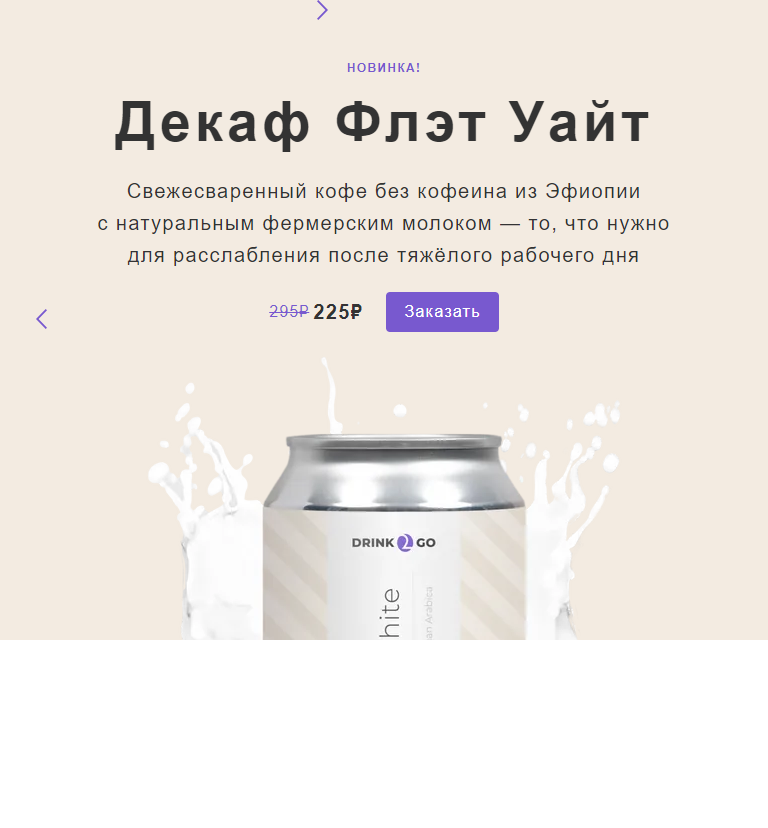 НОВИНКА!
Декаф Флэт Уайт
Свежесваренный кофе без кофеина из Эфиопии
с натуральным фермерским молоком — то, что нужно
для расслабления после тяжёлого рабочего дня
295₽ 225₽ Заказать
DRINK 2 GO
hite
an Arabica